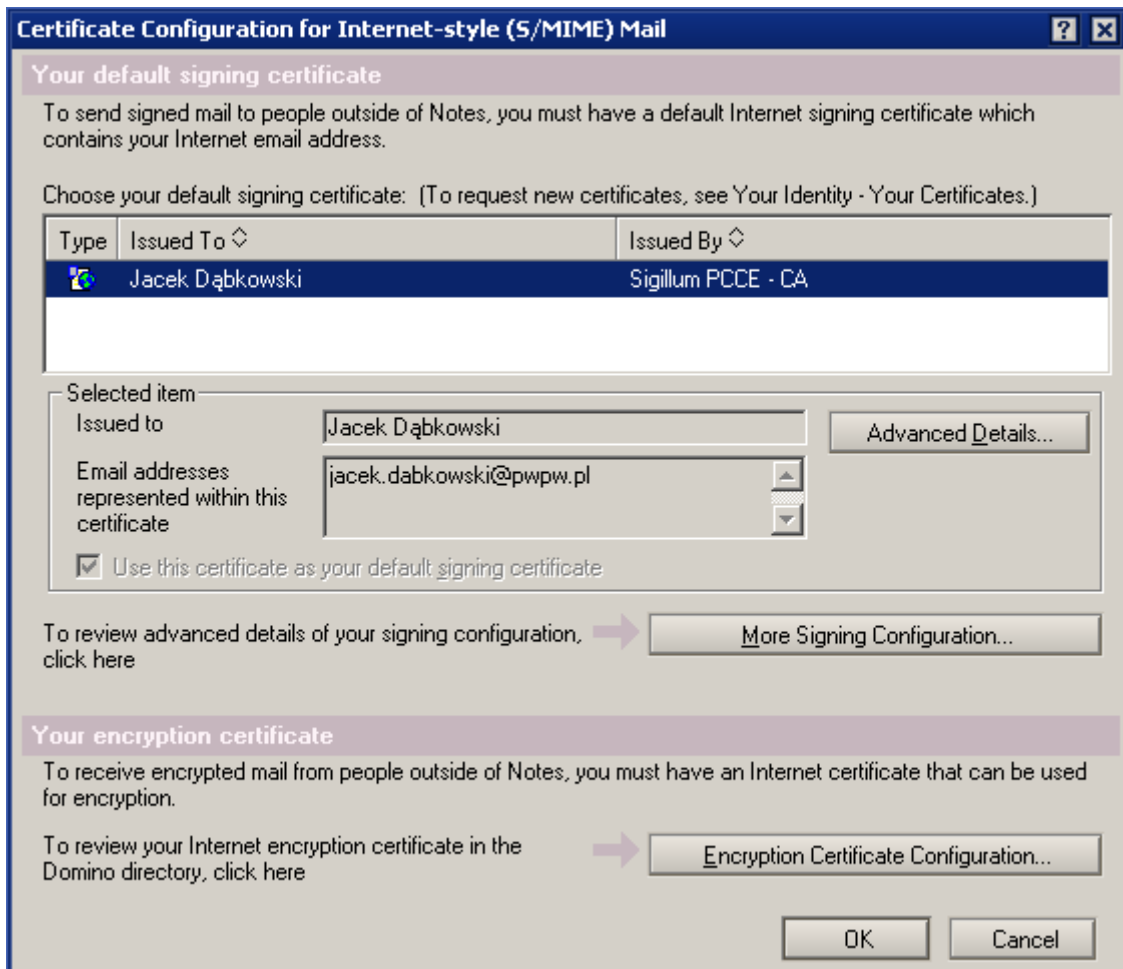 Certificate Configuration for Internet-style (S/MIME) Mail
Your default signing certificate
To send signed mail to people outside of Notes, you must have a default Internet signing certificate which
contains your Internet email address.
Choose your default signing certificate: (To request new certificates, see Your Identity - Your Certificates.)
Type Issued To Issued By
Jacek Dąbkowski Sigillum PCCE - CA
Selected item
Issued to Jacek Dąbkowski Advanced Details...
Email addresses
represented within this
certificate
jacek.dabkowski@pwpw.pl
Use this certificate as your default signing certificate
To review advanced details of your signing configuration,
click here
More Signing Configuration...
Your encryption certificate
To receive encrypted mail from people outside of Notes, you must have an Internet certificate that can be used
for encryption.
To review your Internet encryption certificate in the
Domino directory, click here
Encryption Certificate Configuration...
OK Cancel